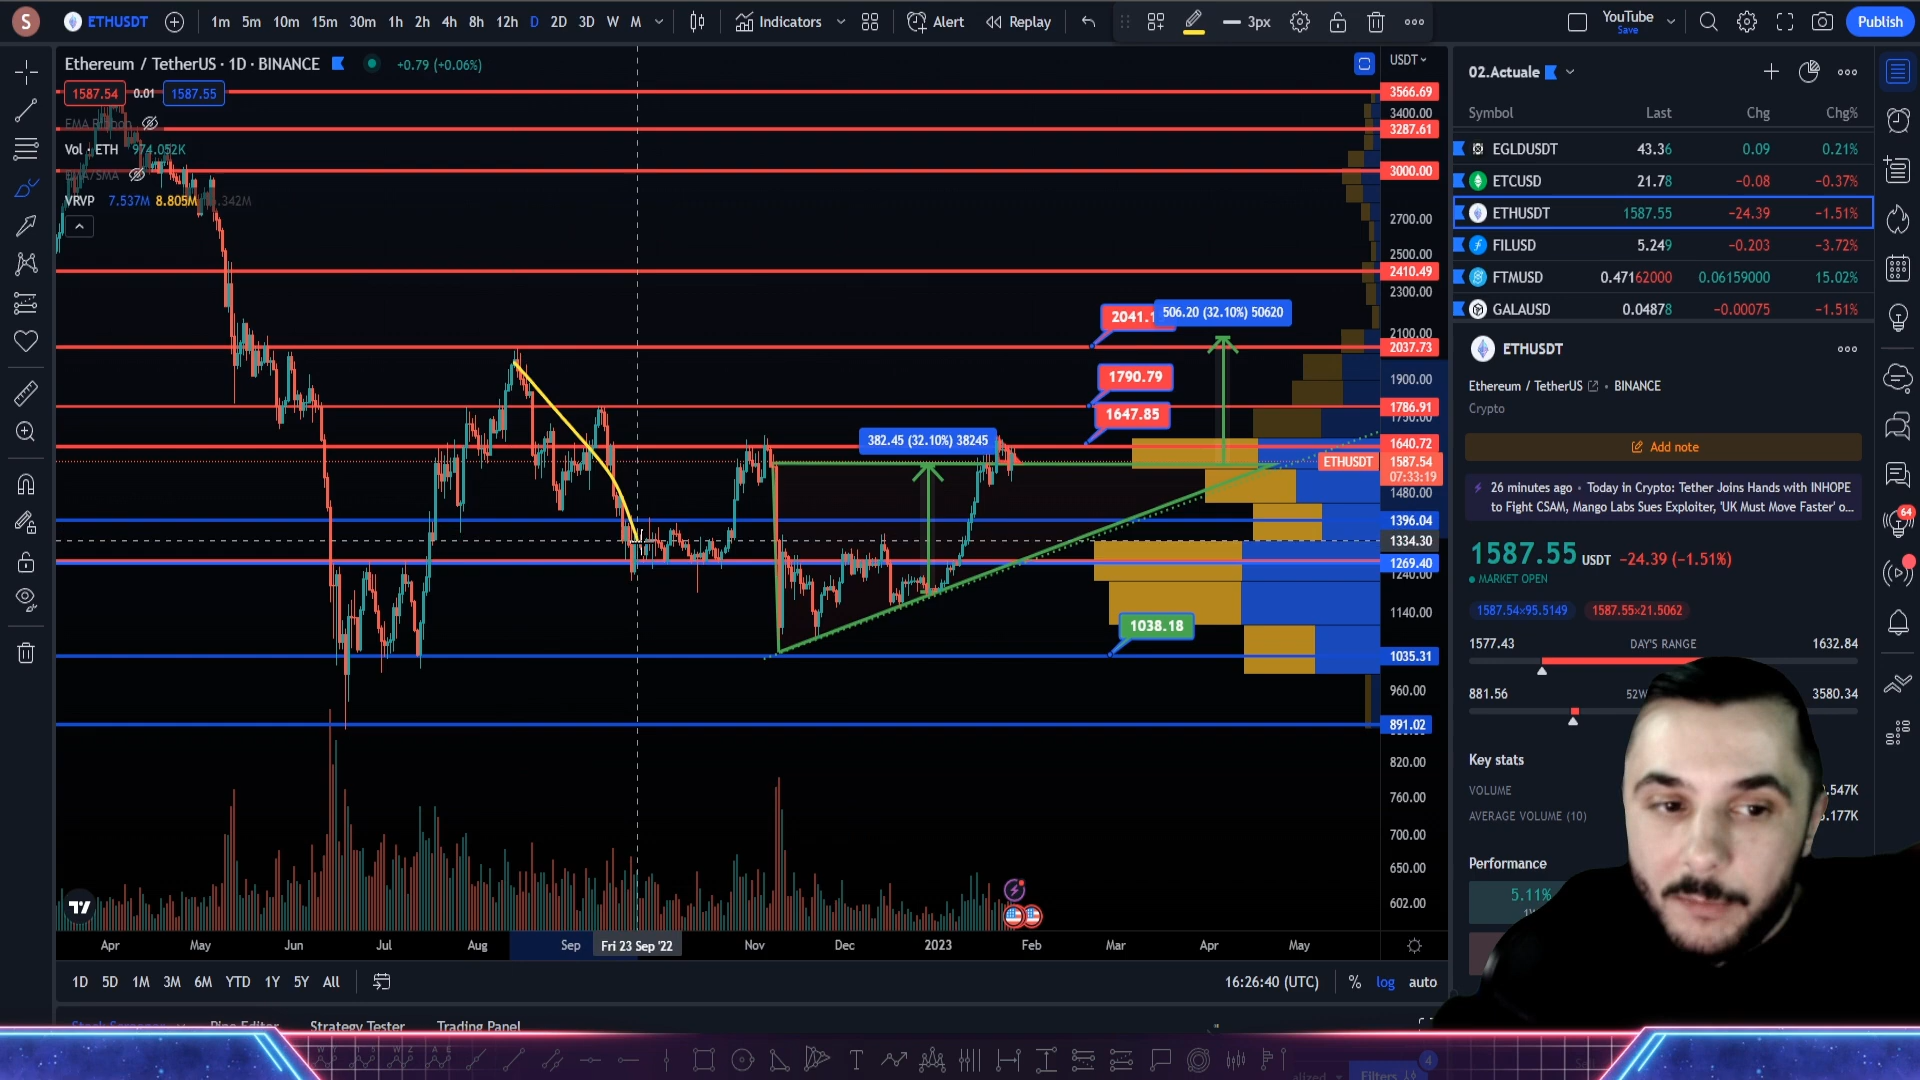 S
ETHUSDT
1m 5m 10m 15m 30m 1h 2h 4h 8h 12h D 2D 3D W M
Indicators
Alert
Replay
3px
YouTube
Save
Publish
Ethereum / TetherUS · 1D · BINANCE
+0.79 (+0.06%)
1587.54 0.01 1587.55
Vol · ETH 974.052K
VRVP 7.537M 8.805M
USDT
3566.69
3400.00
3287.61
3000.00
2700.00
2500.00
2410.49
2300.00
2100.00
2037.73
1900.00
1786.91
1640.72
ETHUSDT 1587.54
07:33:19
1480.00
1396.04
1334.30
1269.40
1240.00
1140.00
1035.31
960.00
891.02
820.00
760.00
700.00
650.00
602.00
506.20 (32.10%) 50620
1790.79
1647.85
382.45 (32.10%) 38245
1038.18
Apr May Jun Jul Aug Sep Fri 23 Sep '22 Nov Dec 2023 Feb Mar Apr May
1D 5D 1M 3M 6M YTD 1Y 5Y All
16:26:40 (UTC) % log auto
Strategy Tester
Trading Panel
02.Actuale
Symbol Last Chg Chg%
EGLDUSDT 43.36 0.09 0.21%
ETCUSD 21.78 −0.08 −0.37%
ETHUSDT 1587.55 −24.39 −1.51%
FILUSD 5.249 −0.203 −3.72%
FTMUSD 0.47162000 0.06159000 15.02%
GALAUSD 0.04878 −0.00075 −1.51%
ETHUSDT
Ethereum / TetherUS · BINANCE
Crypto
Add note
26 minutes ago · Today in Crypto: Tether Joins Hands with INHOPE
to Fight CSAM, Mango Labs Sues Exploiter, 'UK Must Move Faster' o...
1587.55 USDT −24.39 (−1.51%)
MARKET OPEN
1587.54×95.5149 1587.55×21.5062
1577.43 DAY'S RANGE 1632.84
881.56 3580.34
Key stats
VOLUME
AVERAGE VOLUME (10)
Performance
5.11%
64
4